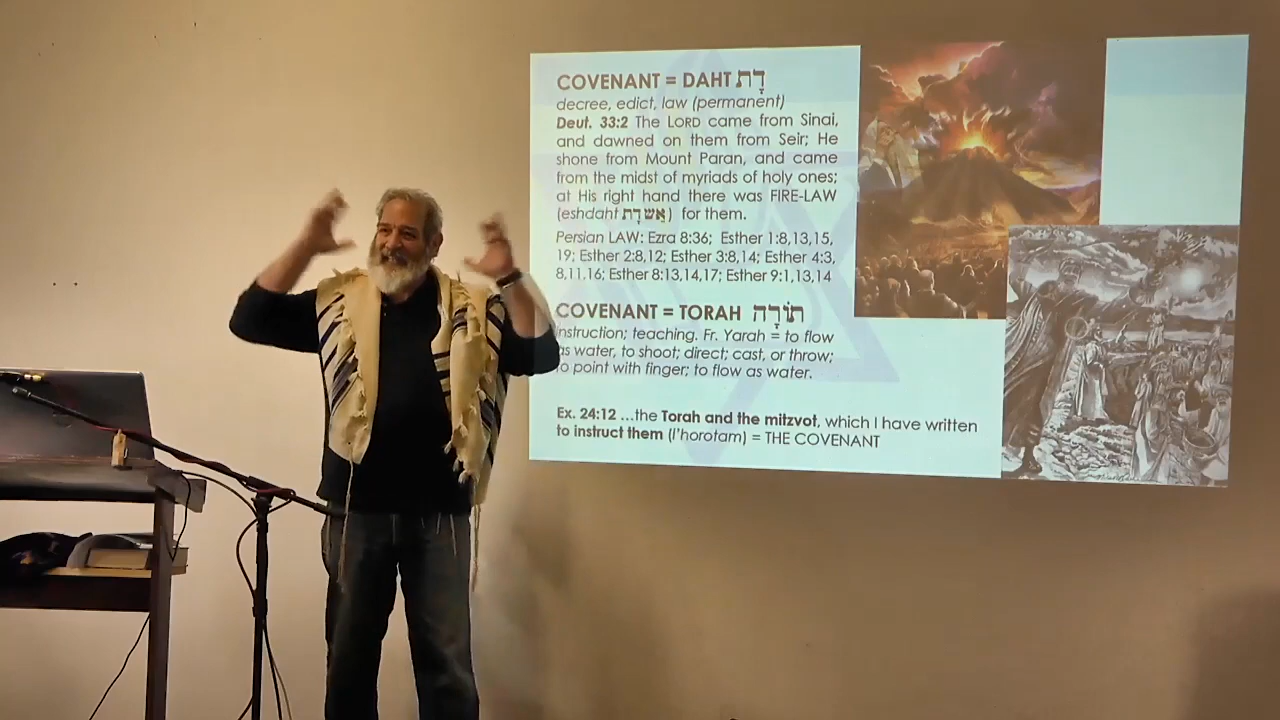 COVENANT = DAHT דָּת
decree, edict, law (permanent)
Deut. 33:2 The LORD came from Sinai,
and dawned on them from Seir; He
shone from Mount Paran, and came
from the midst of myriads of holy ones;
at His right hand there was FIRE-LAW
(eshdaht אֵשׁ דָּת) for them.
Persian LAW: Ezra 8:36; Esther 1:8,13,15,
19; Esther 2:8,12; Esther 3:8,14; Esther 4:3,
8,11.16; Esther 8:13,14,17; Esther 9:1,13,14
COVENANT = TORAH תּוֹרָה
instruction; teaching. Fr. Yarah = to flow
as water, to shoot; direct; cast, or throw;
to point with finger; to flow as water.
Ex. 24:12 ...the Torah and the mitzvot, which I have written
to instruct them (l'horotam) = THE COVENANT